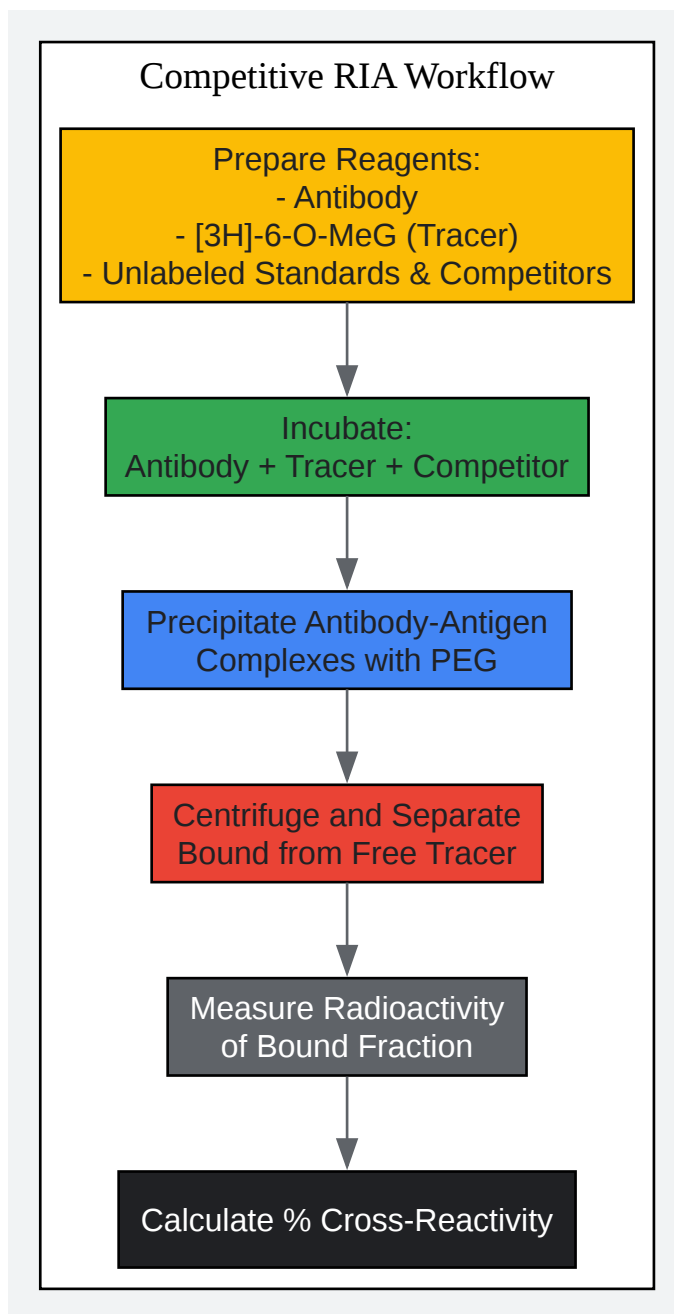 Competitive RIA Workflow
Prepare Reagents:
- Antibody
- [3H]-6-O-MeG (Tracer)
- Unlabeled Standards & Competitors
Incubate:
Antibody + Tracer + Competitor
Precipitate Antibody-Antigen
Complexes with PEG
Centrifuge and Separate
Bound from Free Tracer
Measure Radioactivity
of Bound Fraction
Calculate % Cross-Reactivity